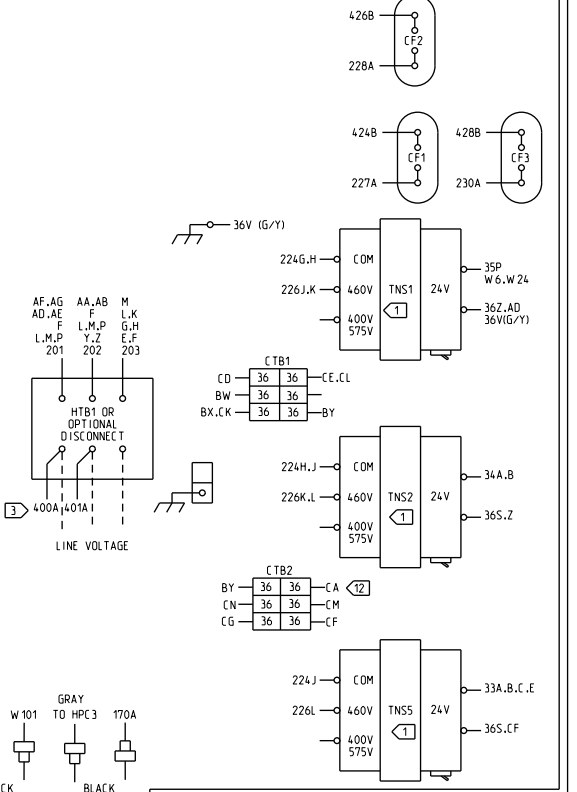 426B
CF2
228A
424B
CF1
227A
428B
CF3
230A
36V (G/Y)
224G.H
COM
226J.K
460V
400V
575V
TNS1
1
24V
35P
W6.W24
36Z.AD
36V(G/Y)
AF.AG AA.AB M
AD.AE F L.K
F L.M.P G.H
L.M.P Y.Z E.F
201 202 203
HTB1 OR
OPTIONAL
DISCONNECT
3
400A 401A
LINE VOLTAGE
CTB1
CD 36 36 CE.CL
BW 36 36
BX.CK 36 36 BY
224H.J
COM
226K.L
460V
400V
575V
TNS2
1
24V
34A.B
36S.Z
CTB2
BY 36 36 CA 12
CN 36 36 CM
CG 36 36 CF
224J
COM
226L
460V
400V
575V
TNS5
1
24V
33A.B.C.E
36S.CF
W101
GRAY
TO HPC3
170A
CK
BLACK